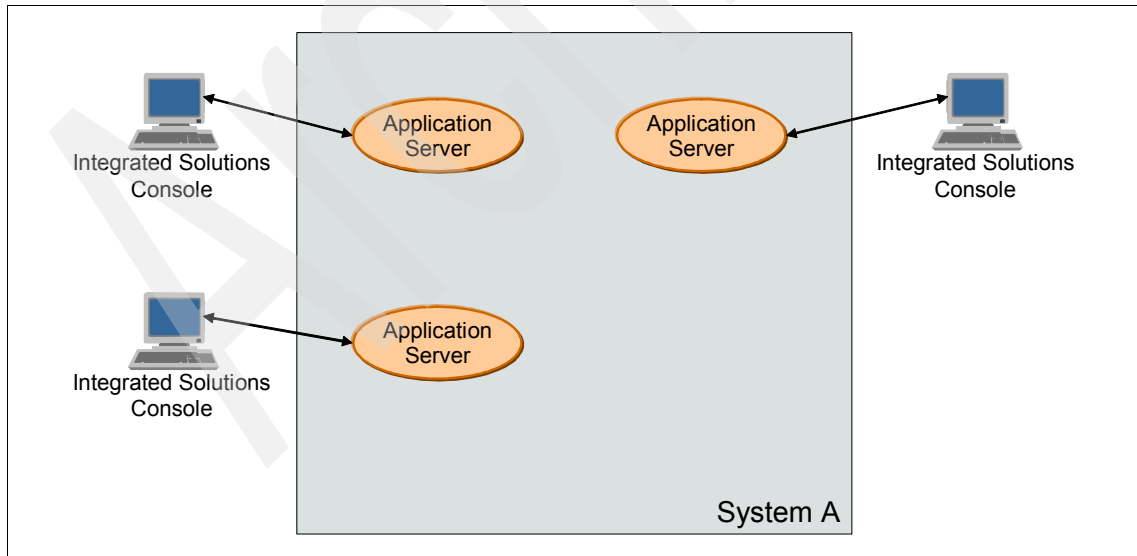 Application
Server
Application
Server
Integrated Solutions
Console
Integrated Solutions
Console
Application
Server
Integrated Solutions
Console
System A